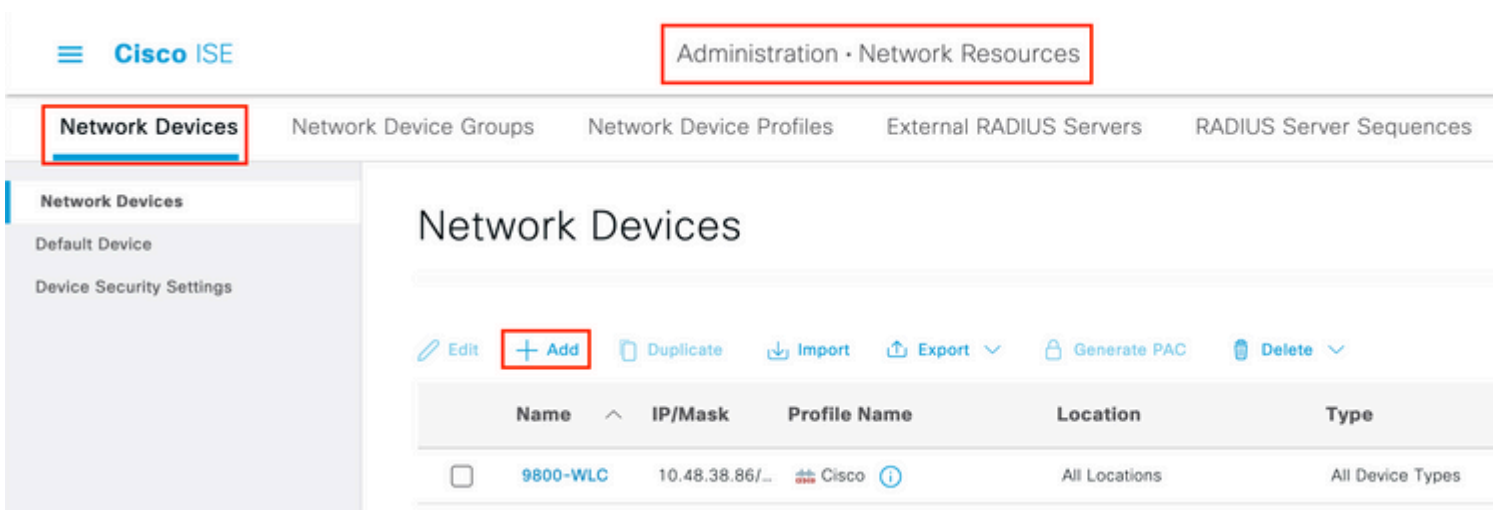 Cisco ISE
Administration · Network Resources
Network Devices
Network Device Groups
Network Device Profiles
External RADIUS Servers
RADIUS Server Sequences
Network Devices
Default Device
Device Security Settings
Network Devices
Edit
Add
Duplicate
Import
Export
Generate PAC
Delete
Name
IP/Mask
Profile Name
Location
Type
9800-WLC
10.48.38.86/...
Cisco
All Locations
All Device Types